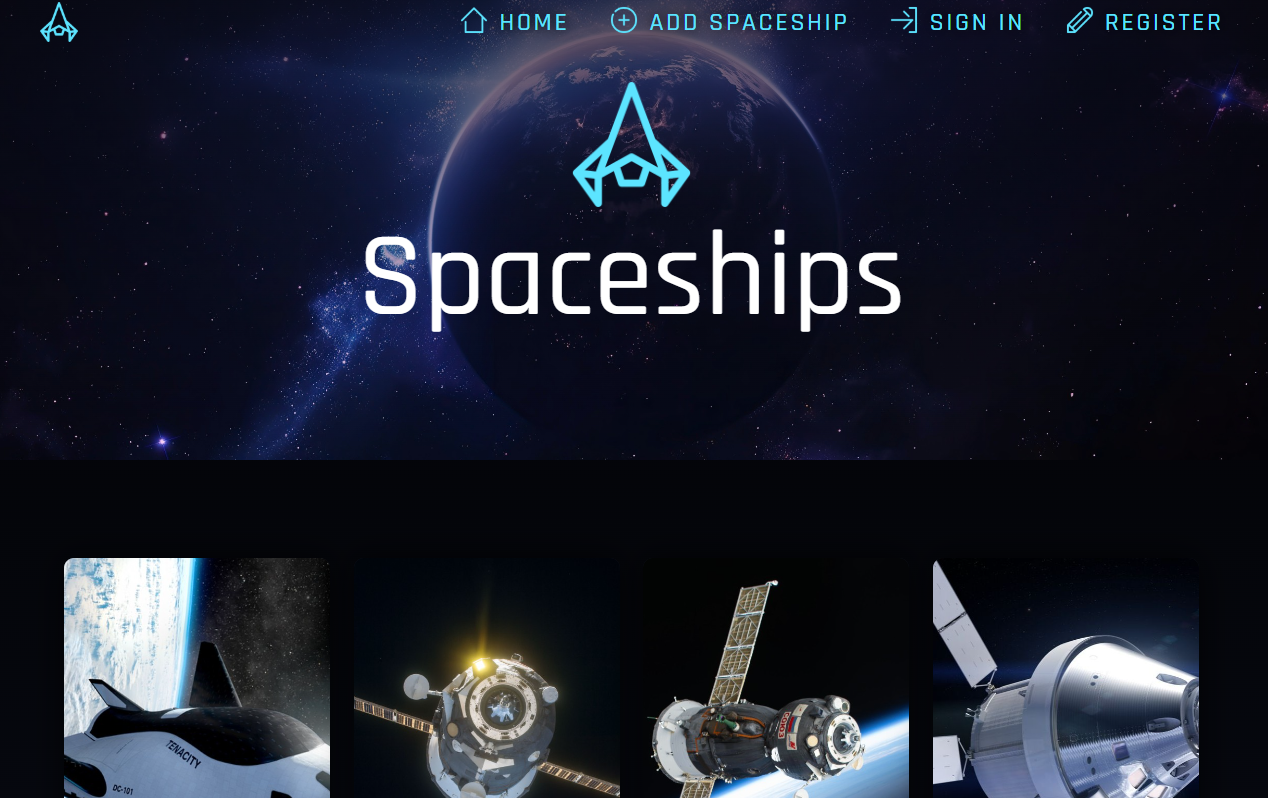 HOME
ADD SPACESHIP
SIGN IN
REGISTER
Spaceships
TENACITY
DC-101